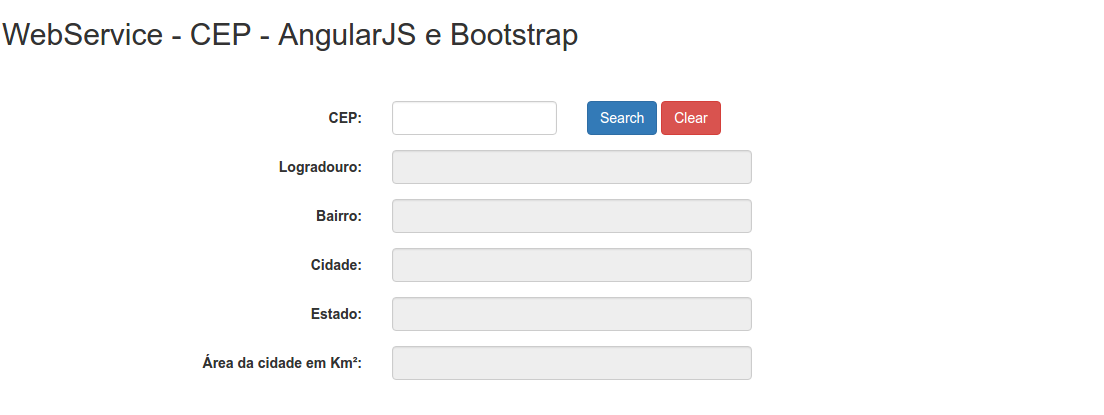 WebService - CEP - AngularJS e Bootstrap
CEP: Search Clear
Logradouro:
Bairro:
Cidade:
Estado:
Área da cidade em Km²: